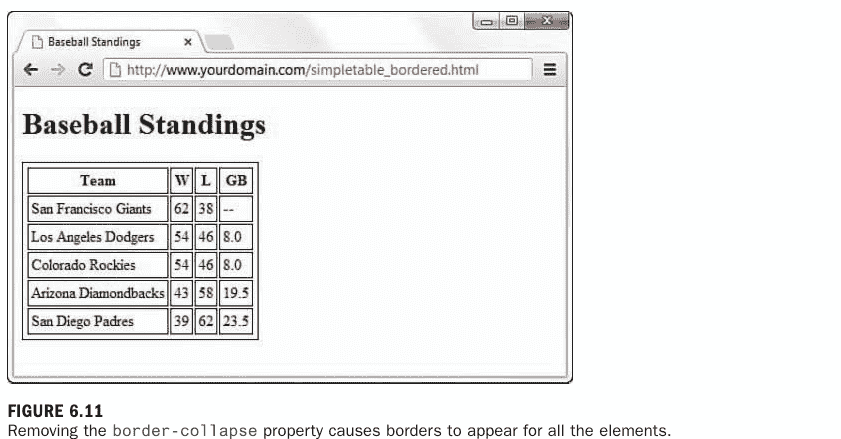 Baseball Standings
http://www.yourdomain.com/simpletable_bordered.html
Baseball Standings
Team W L GB
San Francisco Giants 62 38 --
Los Angeles Dodgers 54 46 8.0
Colorado Rockies 54 46 8.0
Arizona Diamondbacks 43 58 19.5
San Diego Padres 39 62 23.5
FIGURE 6.11
Removing the border-collapse property causes borders to appear for all the elements.